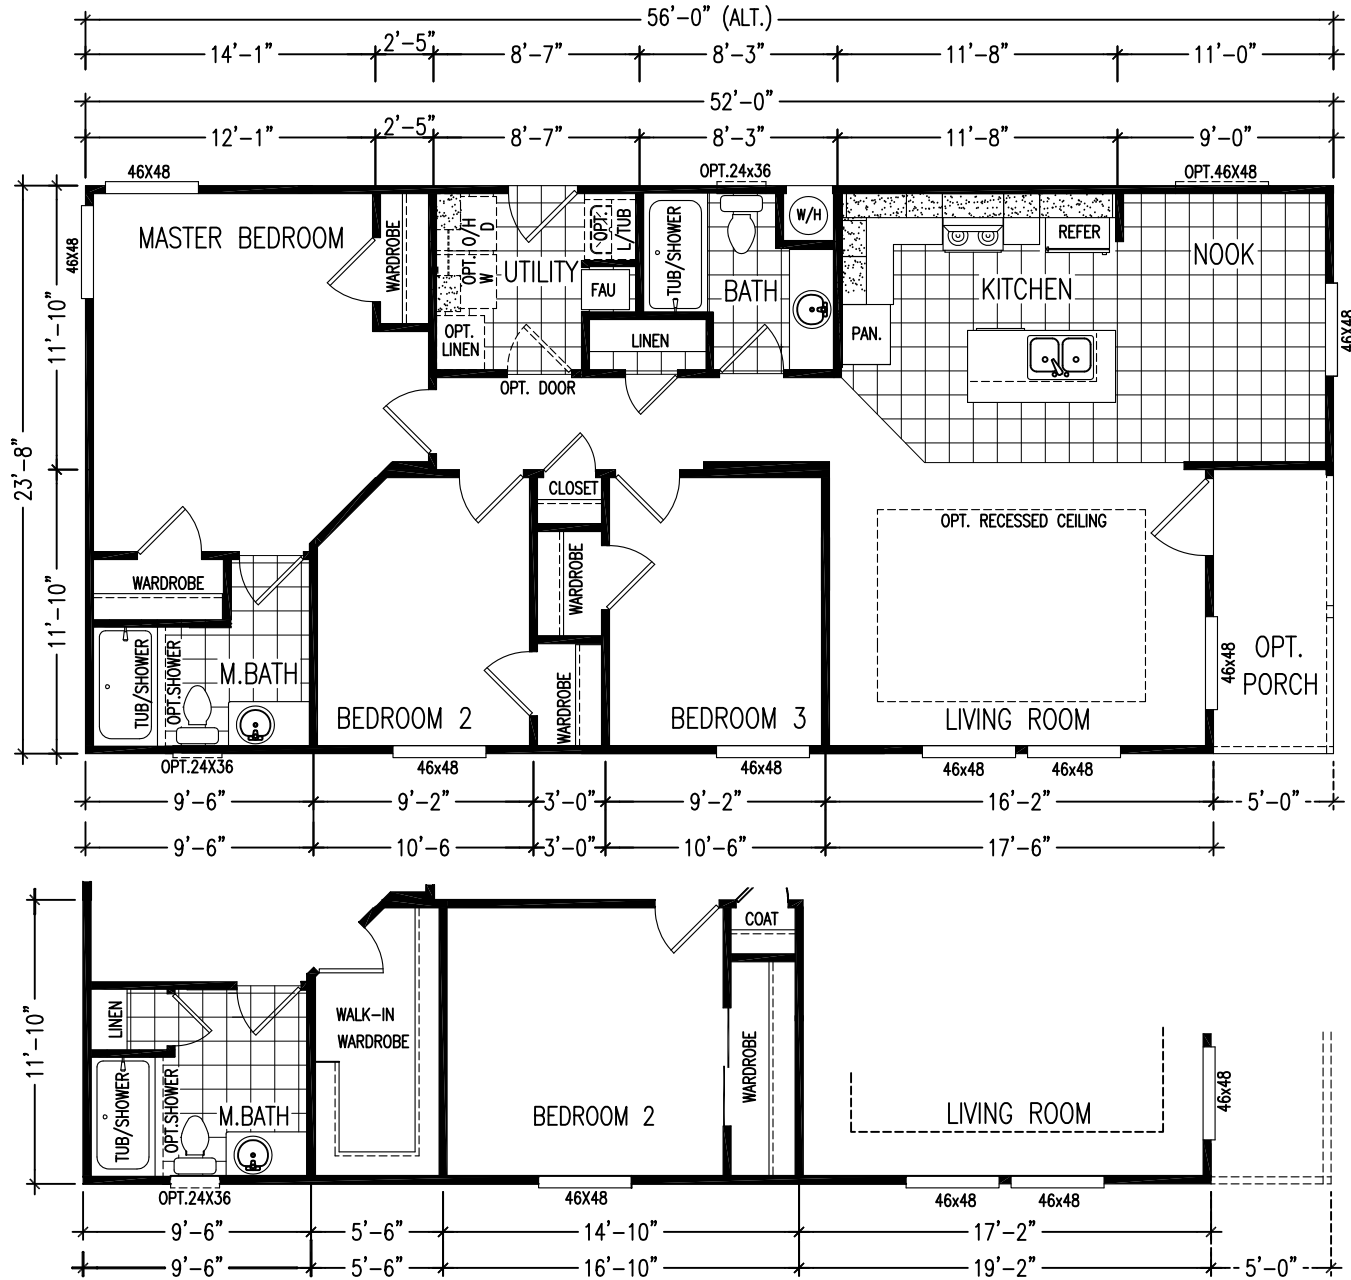 56'-0" (ALT.)
14'-1" 2'-5" 8'-7" 8'-3" 11'-8" 11'-0"
52'-0"
12'-1" 2'-5" 8'-7" 8'-3" 11'-8" 9'-0"
46X48
OPT.24x36
OPT.46X48
46X48
MASTER BEDROOM
WARDROBE
OPT. O/H
D
W
UTILITY
OPT.
L/TUB
FAU
OPT.
LINEN
OPT. DOOR
LINEN
TUB/SHOWER
BATH
W/H
REFER
KITCHEN
PAN.
NOOK
46X48
11'-10"
23'-8"
11'-10"
CLOSET
WARDROBE
WARDROBE
WARDROBE
TUB/SHOWER
OPT.SHOWER
M.BATH
BEDROOM 2
BEDROOM 3
OPT. RECESSED CEILING
LIVING ROOM
46x48
OPT.
PORCH
OPT.24X36
46x48
46x48
46x48
46x48
9'-6" 9'-2" 3'-0" 9'-2" 16'-2" 5'-0"
9'-6" 10'-6 3'-0" 10'-6" 17'-6"
11'-10"
LINEN
TUB/SHOWER
OPT.SHOWER
M.BATH
WALK-IN
WARDROBE
BEDROOM 2
COAT
WARDROBE
LIVING ROOM
46x48
OPT.24X36
46X48
46x48
46x48
9'-6" 5'-6" 14'-10" 17'-2"
9'-6" 5'-6" 16'-10" 19'-2" 5'-0"